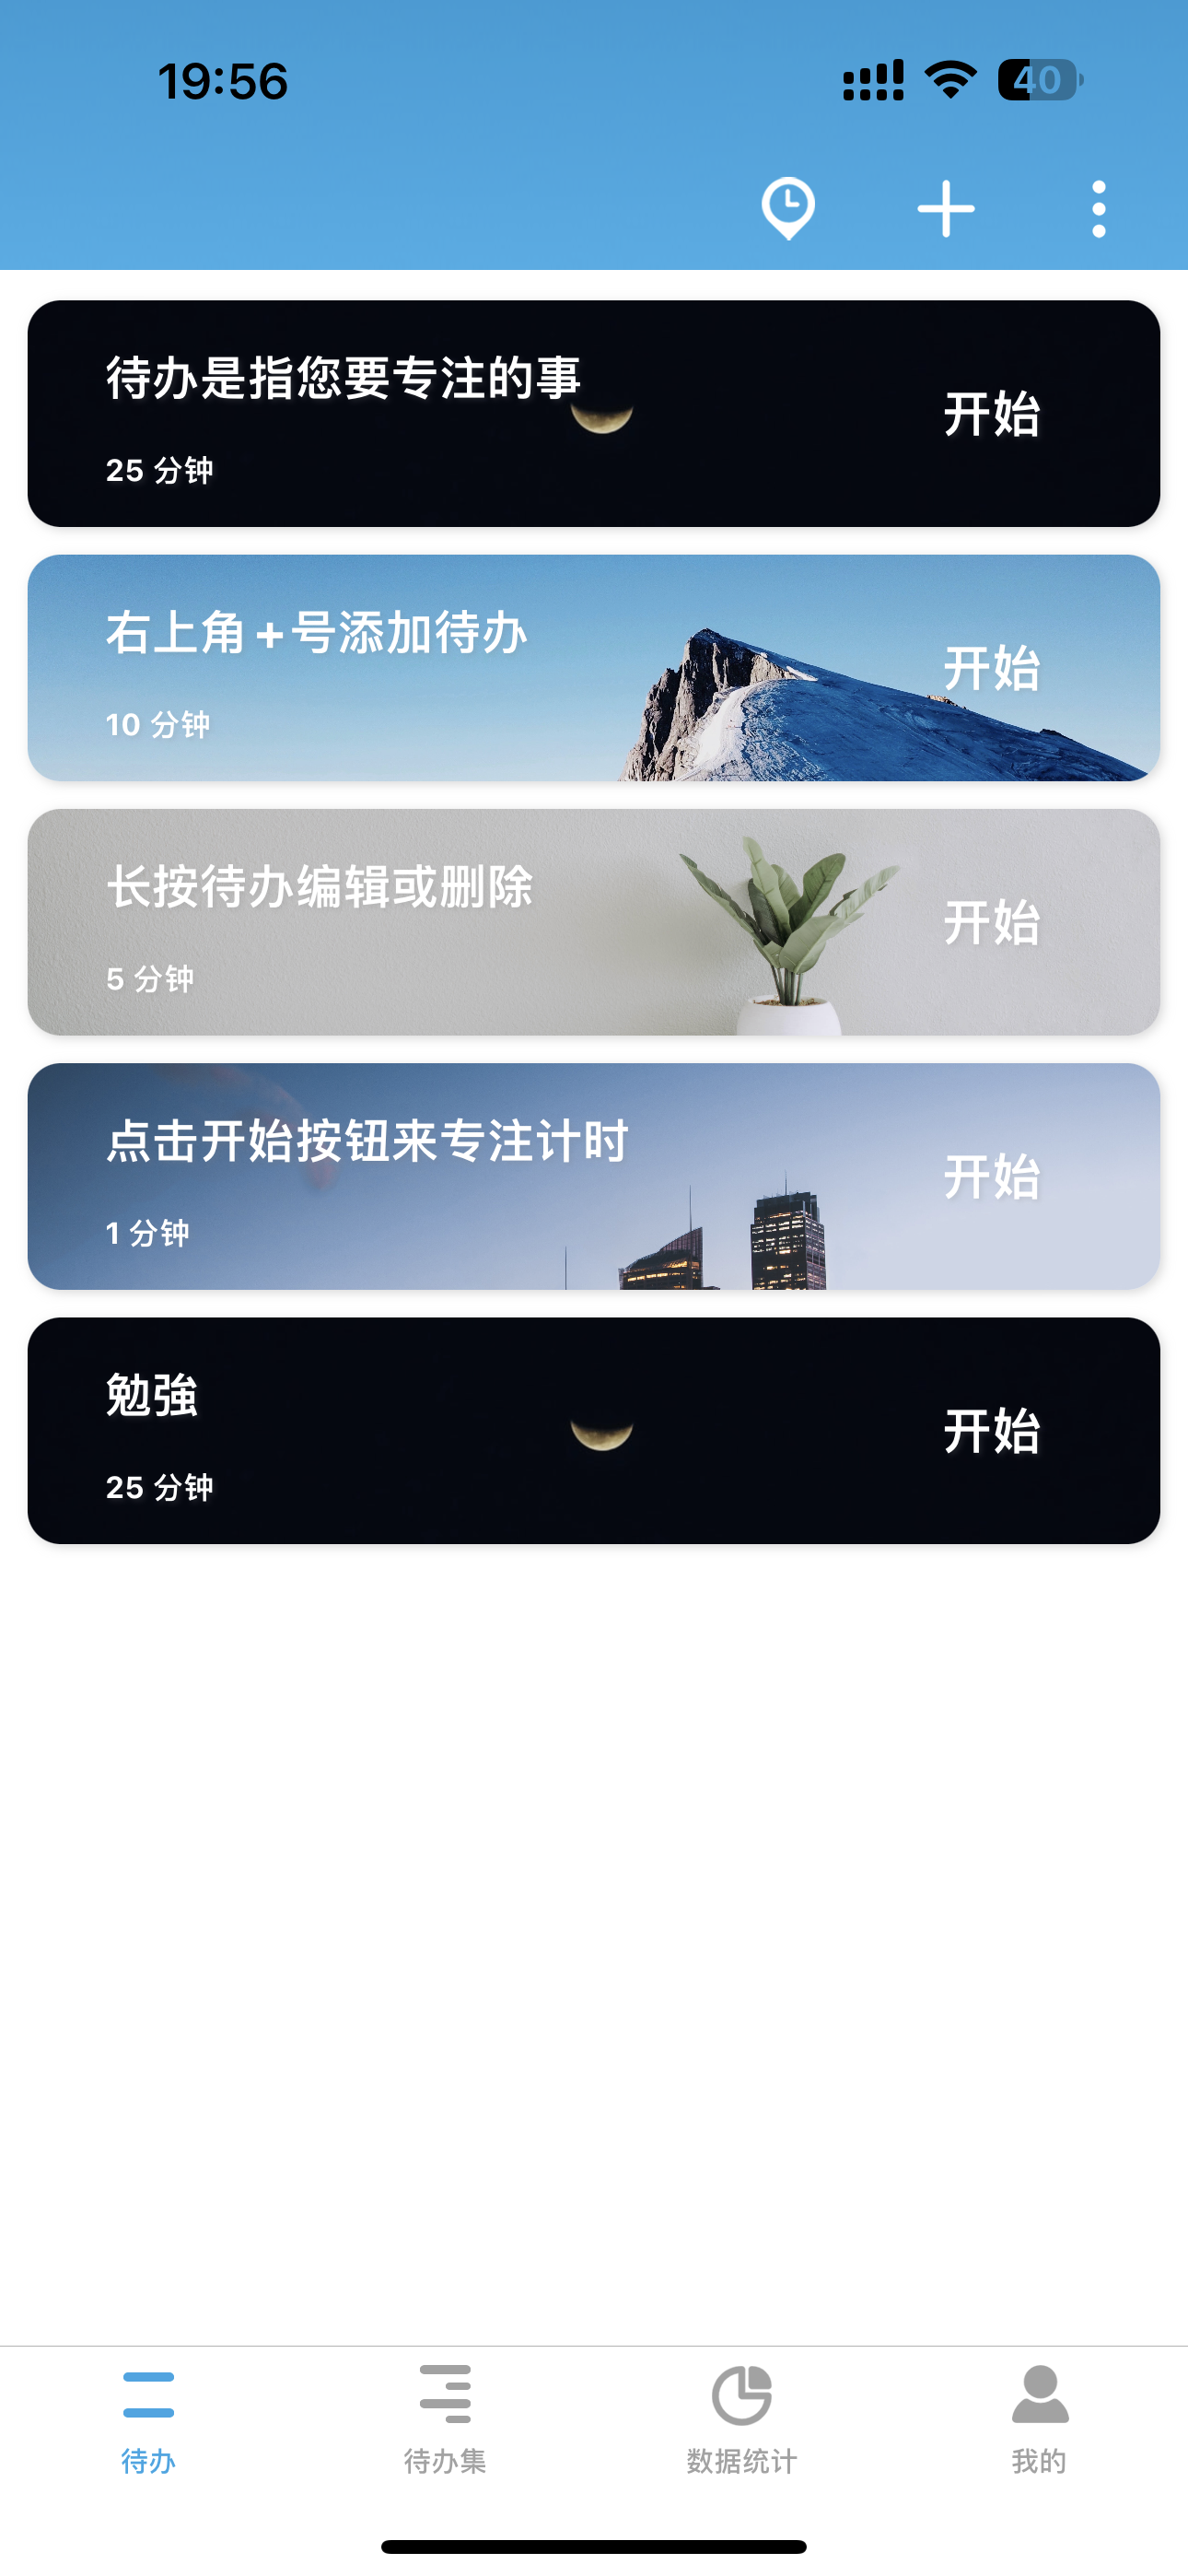 19:56
40
待办是指您要专注的事
25 分钟
开始
右上角+号添加待办
10 分钟
开始
长按待办编辑或删除
5 分钟
开始
点击开始按钮来专注计时
1 分钟
开始
勉強
25 分钟
开始
待办
待办集
数据统计
我的